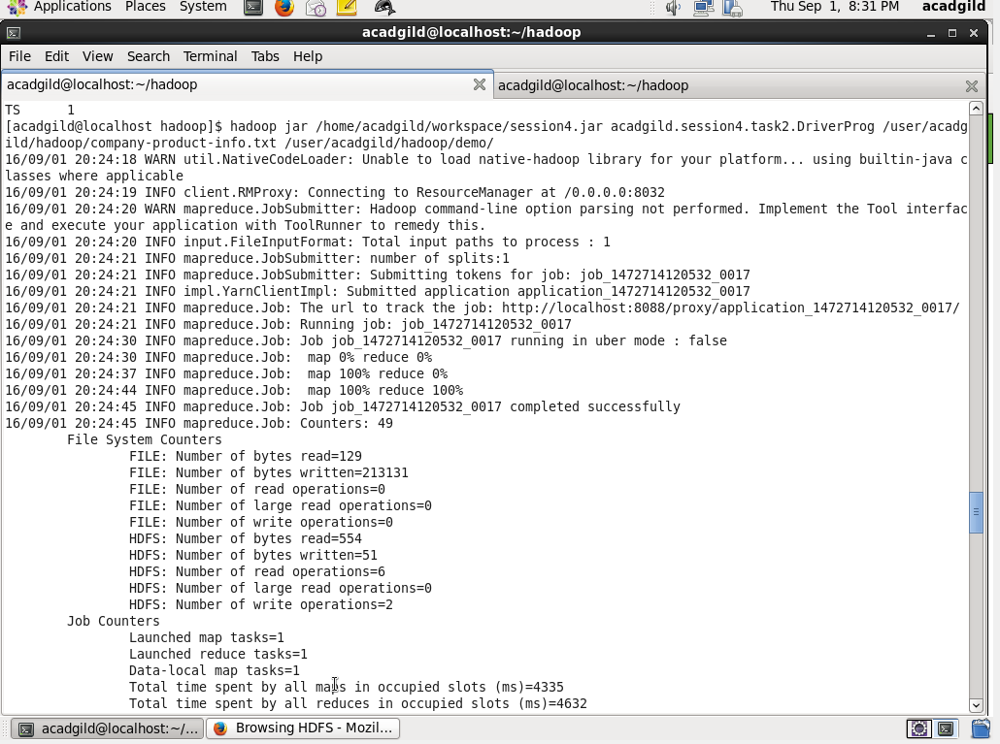 Applications Places System Thu Sep 1, 8:31 PM acadgild
acadgild@localhost:~/hadoop
File Edit View Search Terminal Tabs Help
acadgild@localhost:~/hadoop acadgild@localhost:~/hadoop
TS 1
[acadgild@localhost hadoop]$ hadoop jar /home/acadgild/workspace/session4.jar acadgild.session4.task2.DriverProg /user/acadg
ild/hadoop/company-product-info.txt /user/acadgild/hadoop/demo/
16/09/01 20:24:18 WARN util.NativeCodeLoader: Unable to load native-hadoop library for your platform... using builtin-java c
lasses where applicable
16/09/01 20:24:19 INFO client.RMProxy: Connecting to ResourceManager at /0.0.0.0:8032
16/09/01 20:24:20 WARN mapreduce.JobSubmitter: Hadoop command-line option parsing not performed. Implement the Tool interfac
e and execute your application with ToolRunner to remedy this.
16/09/01 20:24:20 INFO input.FileInputFormat: Total input paths to process : 1
16/09/01 20:24:21 INFO mapreduce.JobSubmitter: number of splits:1
16/09/01 20:24:21 INFO mapreduce.JobSubmitter: Submitting tokens for job: job_1472714120532_0017
16/09/01 20:24:21 INFO impl.YarnClientImpl: Submitted application application_1472714120532_0017
16/09/01 20:24:21 INFO mapreduce.Job: The url to track the job: http://localhost:8088/proxy/application_1472714120532_0017/
16/09/01 20:24:21 INFO mapreduce.Job: Running job: job_1472714120532_0017
16/09/01 20:24:30 INFO mapreduce.Job: Job job_1472714120532_0017 running in uber mode : false
16/09/01 20:24:30 INFO mapreduce.Job:  map 0% reduce 0%
16/09/01 20:24:37 INFO mapreduce.Job:  map 100% reduce 0%
16/09/01 20:24:44 INFO mapreduce.Job:  map 100% reduce 100%
16/09/01 20:24:45 INFO mapreduce.Job: Job job_1472714120532_0017 completed successfully
16/09/01 20:24:45 INFO mapreduce.Job: Counters: 49
File System Counters
FILE: Number of bytes read=129
FILE: Number of bytes written=213131
FILE: Number of read operations=0
FILE: Number of large read operations=0
FILE: Number of write operations=0
HDFS: Number of bytes read=554
HDFS: Number of bytes written=51
HDFS: Number of read operations=6
HDFS: Number of large read operations=0
HDFS: Number of write operations=2
Job Counters
Launched map tasks=1
Launched reduce tasks=1
Data-local map tasks=1
Total time spent by all maps in occupied slots (ms)=4335
Total time spent by all reduces in occupied slots (ms)=4632
acadgild@localhost:~/... Browsing HDFS - Mozil...